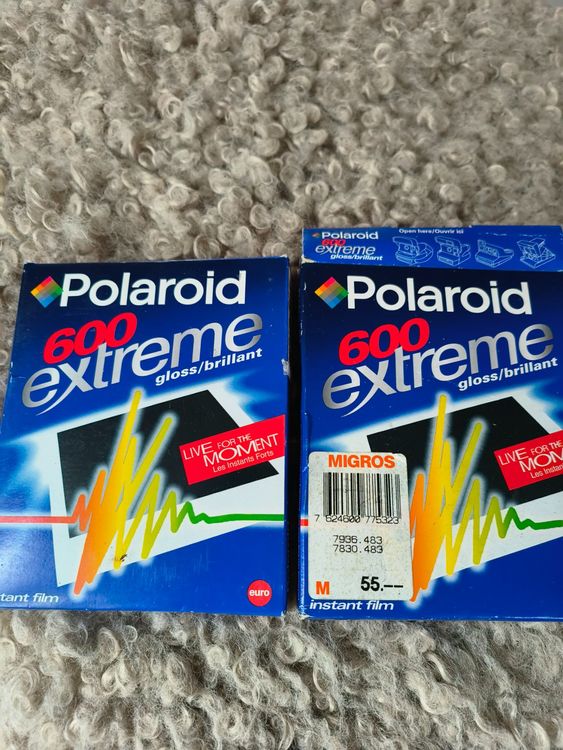 Polaroid
600
extreme
gloss/brillant
LIVE FOR THE
MOMENT
Les Instants Forts
instant film
euro
Polaroid
600
extreme
gloss/brillant
Open here/Ouvrir ici
Polaroid
600
extreme
gloss/brillant
LIVE FOR THE
MOM
Les Instants
MIGROS
7 624600 775323
7936.483
7830.483
M 55.--
instant film